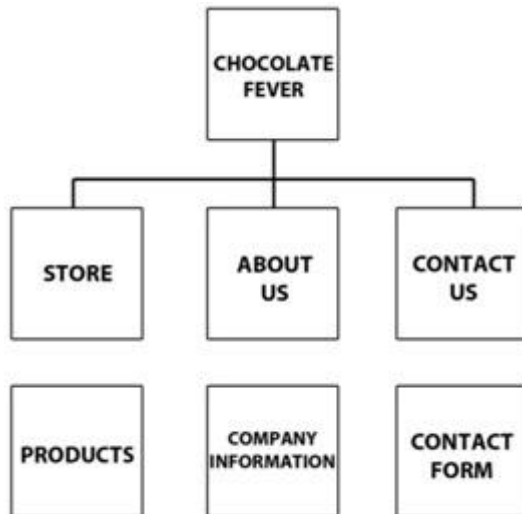 CHOCOLATE
FEVER
STORE
ABOUT
US
CONTACT
US
PRODUCTS
COMPANY
INFORMATION
CONTACT
FORM